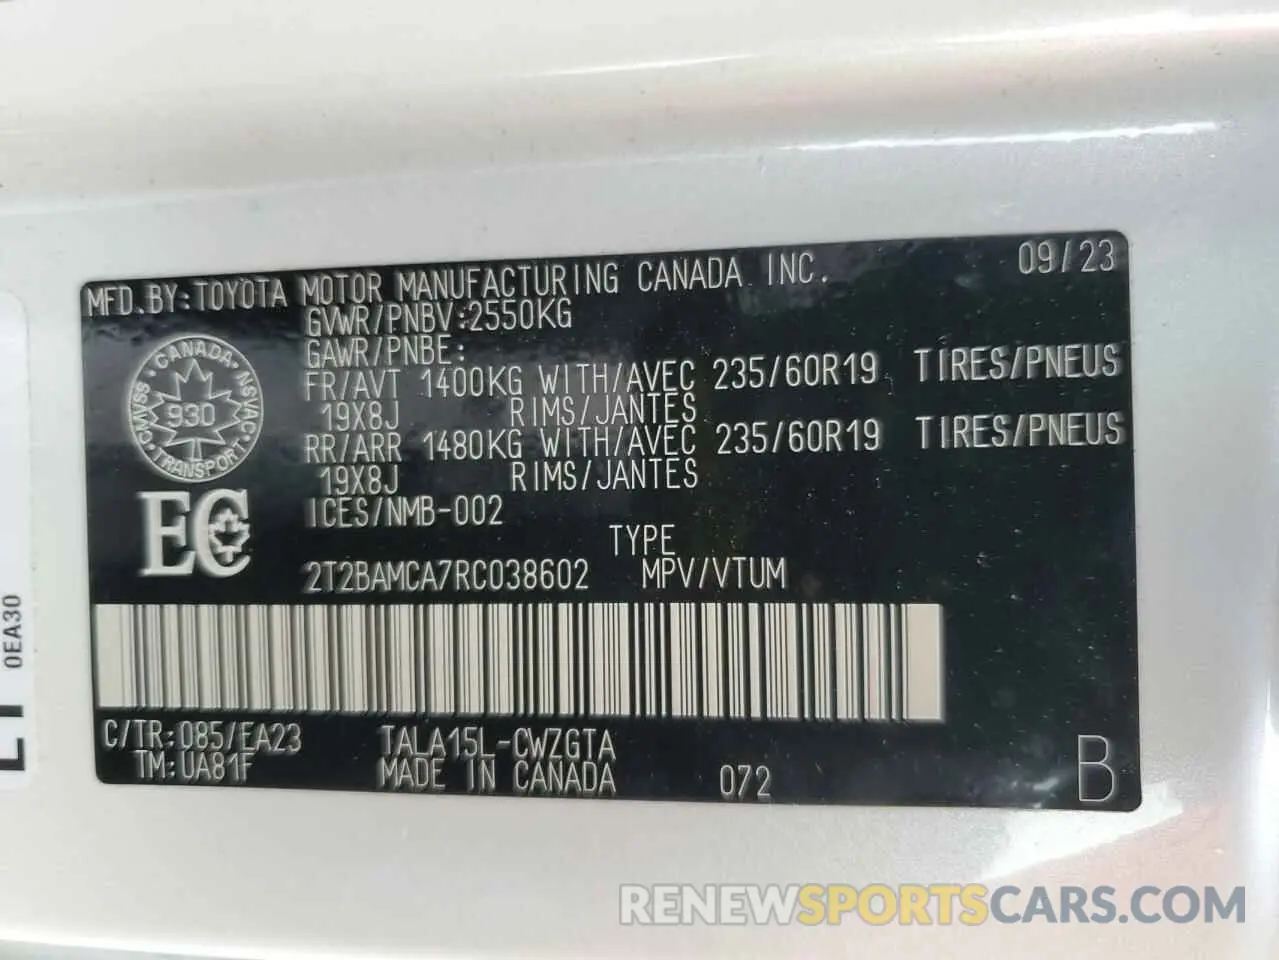 MFD. BY: TOYOTA MOTOR MANUFACTURING CANADA INC. 09/23
GVWR/PNBV:2550KG
GAWR/PNBE:
FR/AVT 1400KG WITH/AVEC 235/60R19 TIRES/PNEUS
19X8J RIMS/JANTES
RR/ARR 1480KG WITH/AVEC 235/60R19 TIRES/PNEUS
19X8J RIMS/JANTES
ICES/NMB-002
CANADA
CMVSS 930 NSVAC
TRANSPORT
EC
TYPE
2T2BAMCA7RC038602 MPV/VTUM
C/TR:085/EA23 TALA15L-CWZGTA
TM:UA81F MADE IN CANADA 072 B
0EA30
RENEWSPORTSCARS.COM